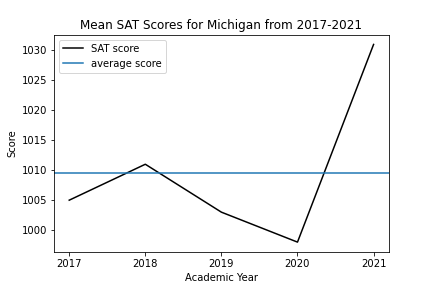 Mean SAT Scores for Michigan from 2017-2021
SAT score
average score
1030
1025
1020
1015
1010
1005
1000
Score
2017 2018 2019 2020 2021
Academic Year